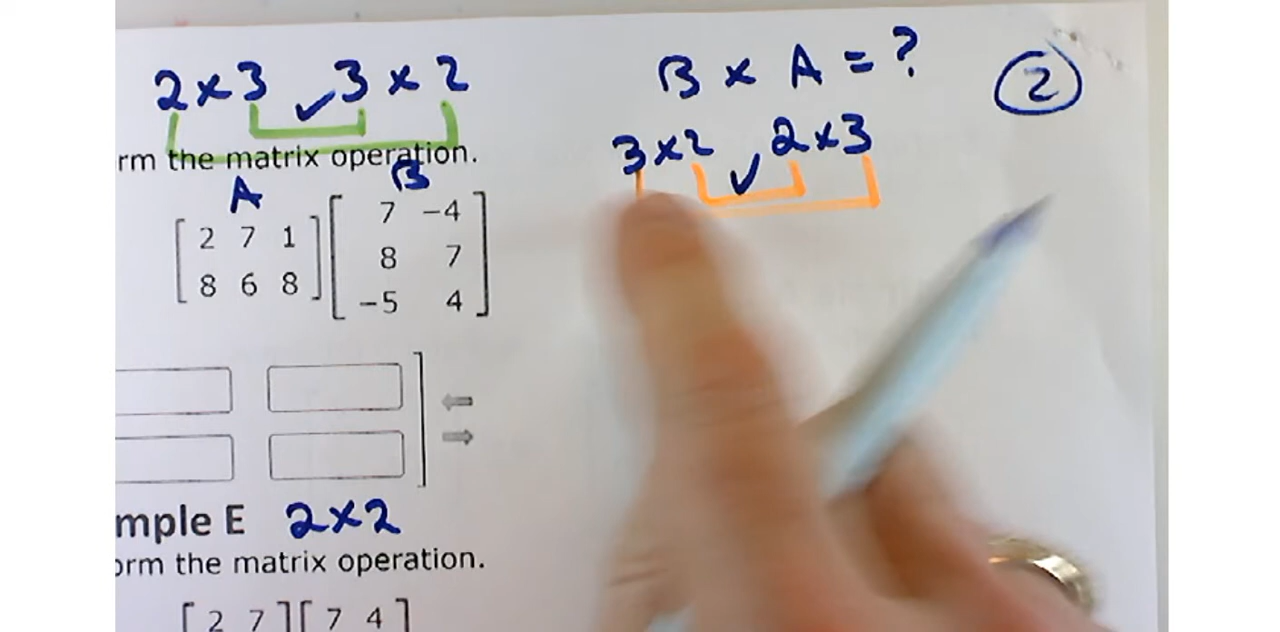 2x3 ✓ 3x2
rm the matrix operation.
A B
2 7 1
8 6 8
7 -4
8 7
-5 4
mple E 2x2
orm the matrix operation.
2 7 7 4
B x A = ?
2
3x2 ✓ 2x3